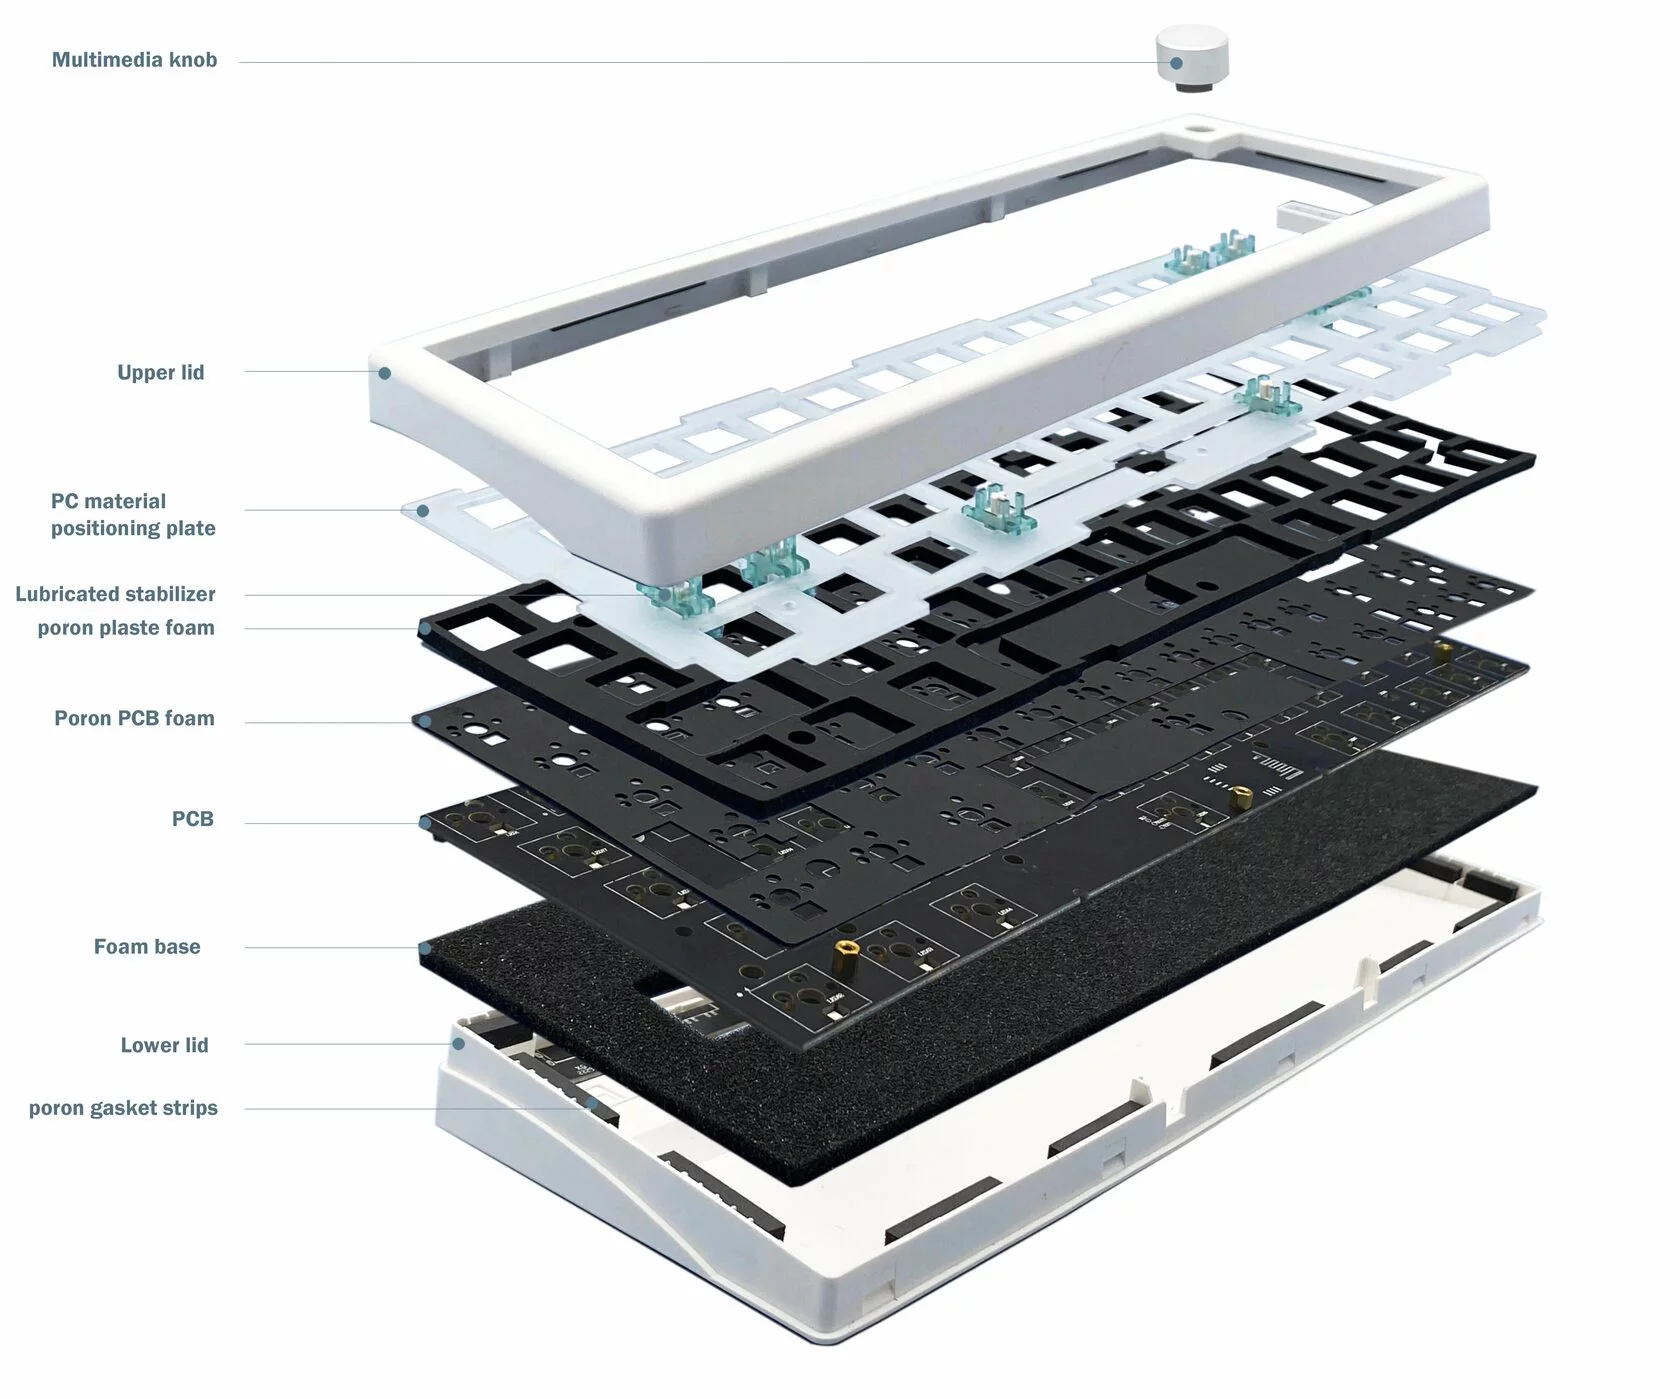 Multimedia knob
Upper lid
PC material
positioning plate
Lubricated stabilizer
poron plaste foam
Poron PCB foam
PCB
Foam base
Lower lid
poron gasket strips